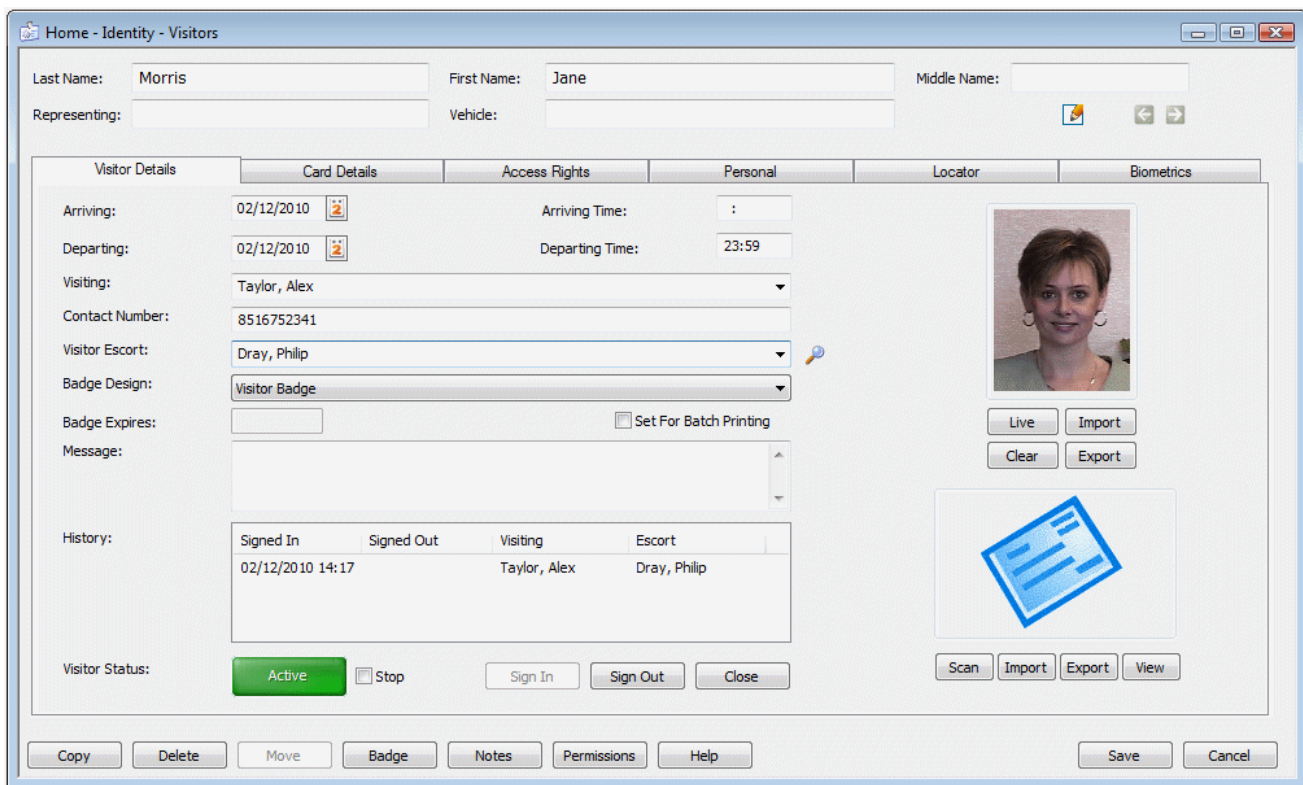 Home - Identity - Visitors
Last Name: Morris First Name: Jane Middle Name:
Representing: Vehicle:
Visitor Details Card Details Access Rights Personal Locator Biometrics
Arriving: 02/12/2010 2 Arriving Time: :
Departing: 02/12/2010 2 Departing Time: 23:59
Visiting: Taylor, Alex
Contact Number: 8516752341
Visitor Escort: Dray, Philip
Badge Design: Visitor Badge
Badge Expires: Set For Batch Printing
Live Import
Message:
Clear Export
History: Signed In Signed Out Visiting Escort
02/12/2010 14:17 Taylor, Alex Dray, Philip
Visitor Status: Active Stop Sign In Sign Out Close
Scan Import Export View
Copy Delete Move Badge Notes Permissions Help Save Cancel